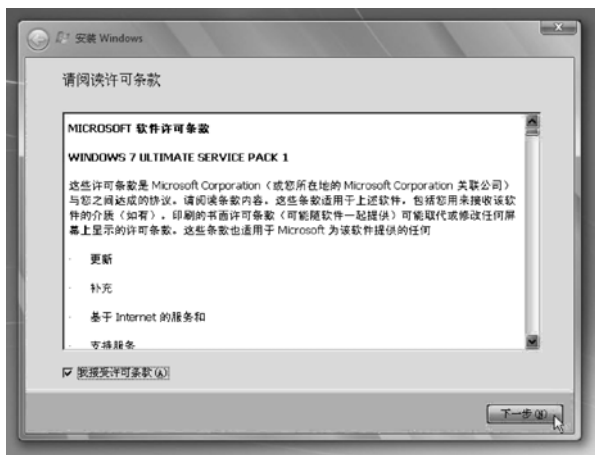 安装 Windows
请阅读许可条款
MICROSOFT 软件许可条款
WINDOWS 7 ULTIMATE SERVICE PACK 1
这些许可条款是 Microsoft Corporation（或您所在地的 Microsoft Corporation 关联公司）
与您之间达成的协议。请阅读条款内容。这些条款适用于上述软件，包括您用来接收该软
件的介质（如有）。印刷的书面许可条款（可能随软件一起提供）可能取代或修改任何屏
幕上显示的许可条款。这些条款也适用于 Microsoft 为该软件提供的任何
· 更新
· 补充
· 基于 Internet 的服务和
· 支持服务
我接受许可条款(A)
下一步(N)